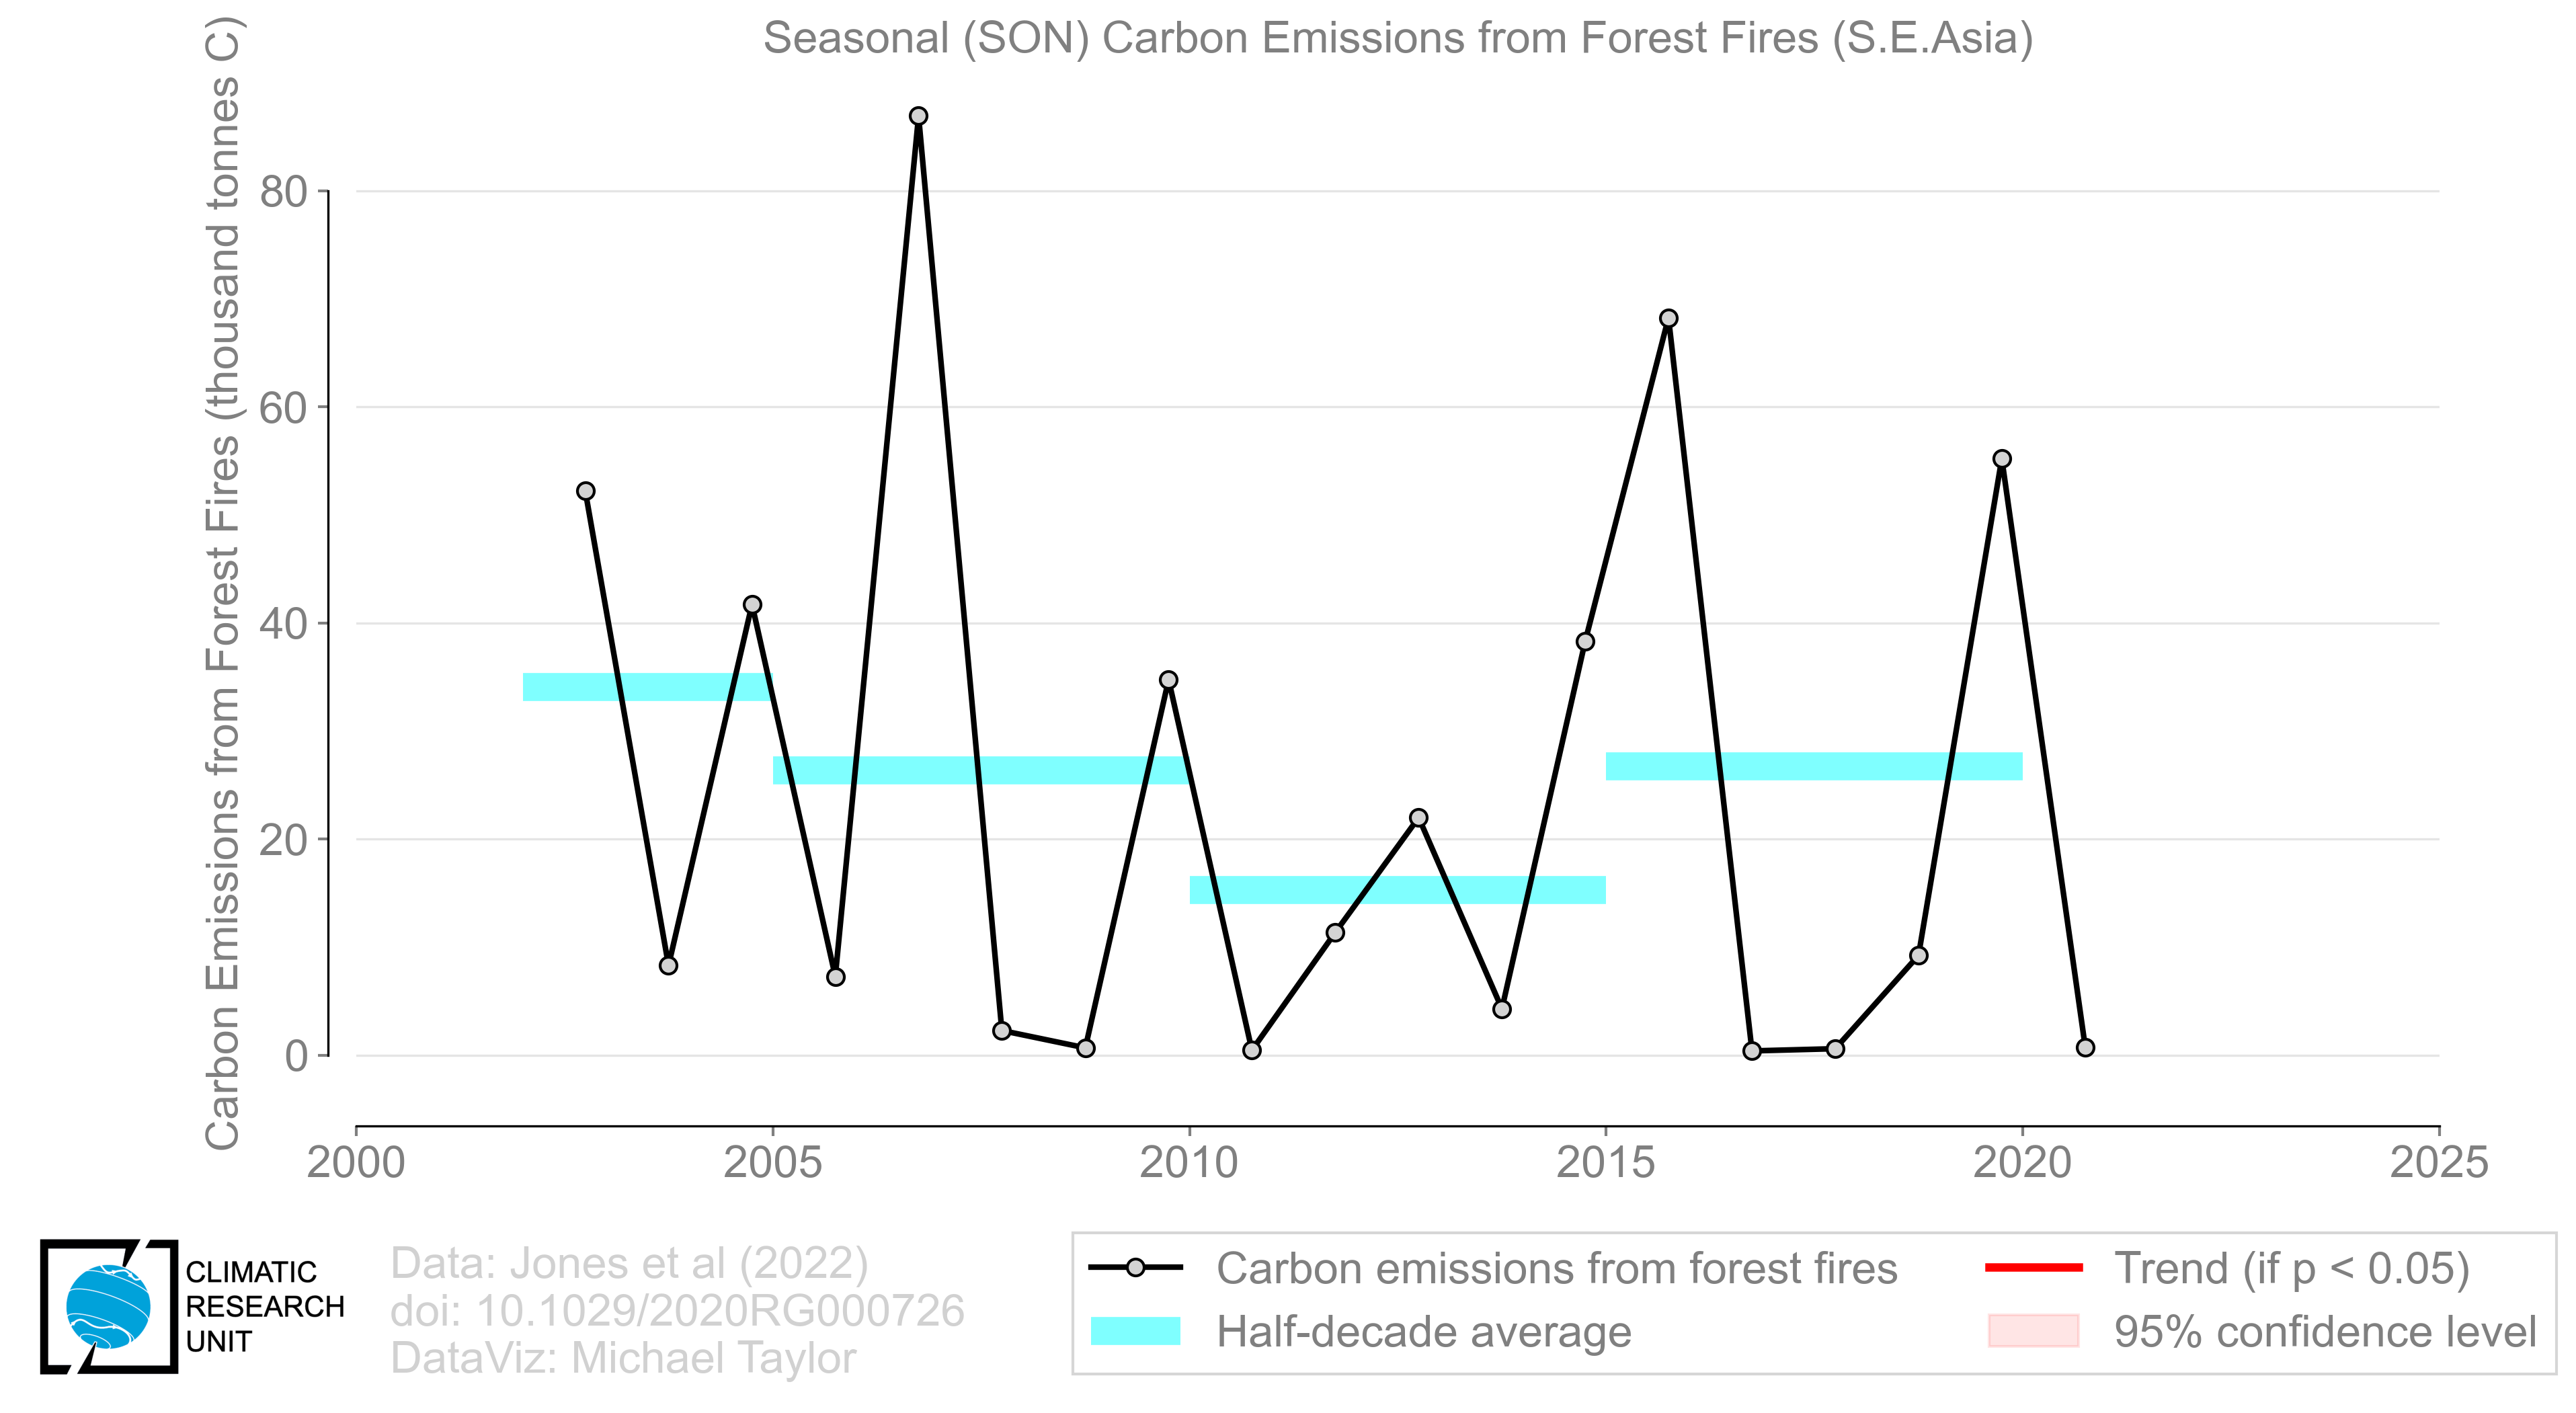 Seasonal (SON) Carbon Emissions from Forest Fires (S.E.Asia)
Carbon Emissions from Forest Fires (thousand tonnes C)
80
60
40
20
0
2000
2005
2010
2015
2020
2025
CLIMATIC
RESEARCH
UNIT
Data: Jones et al (2022)
doi: 10.1029/2020RG000726
DataViz: Michael Taylor
Carbon emissions from forest fires
Half-decade average
Trend (if p < 0.05)
95% confidence level